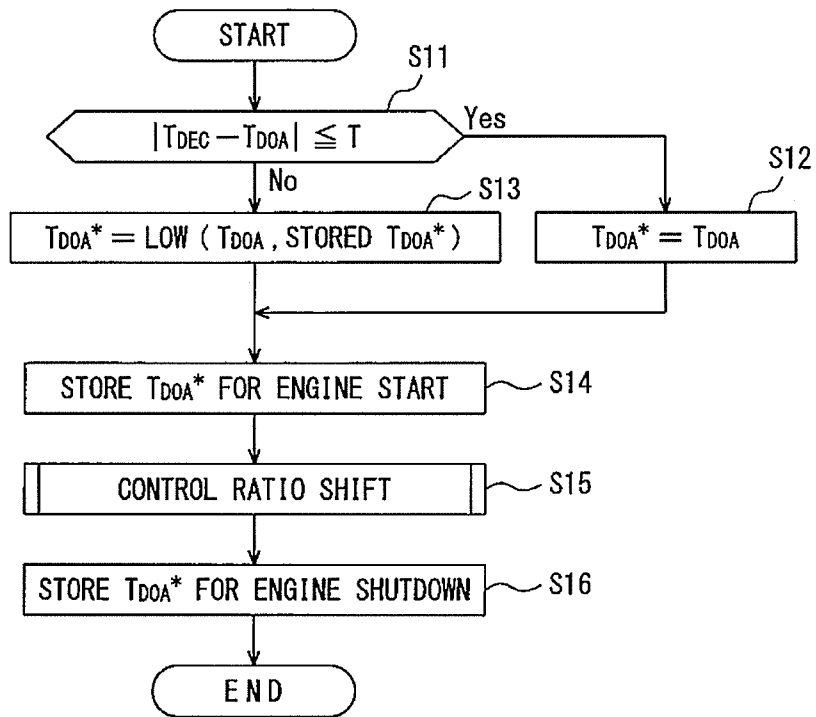 START
S11
|TDEC－TDOA| ≦ T
Yes
No
S13
S12
TDOA*＝LOW (TDOA, STORED TDOA*)
TDOA*＝TDOA
STORE TDOA* FOR ENGINE START
S14
CONTROL RATIO SHIFT
S15
STORE TDOA* FOR ENGINE SHUTDOWN
S16
END